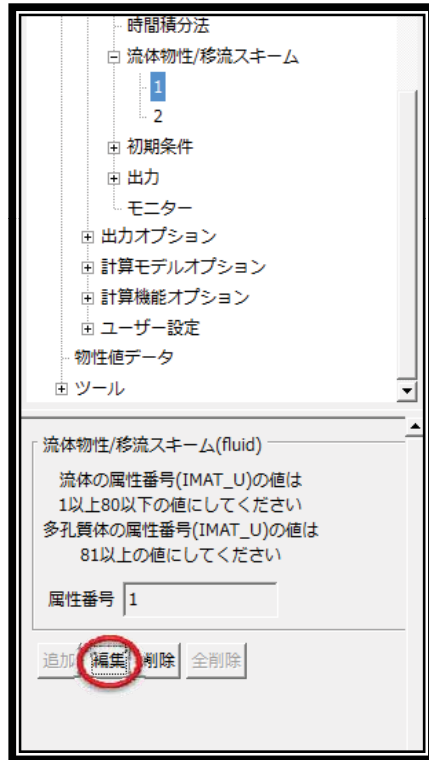 時間積分法
流体物性/移流スキーム
1
2
初期条件
出力
モニター
出力オプション
計算モデルオプション
計算機能オプション
ユーザー設定
物性値データ
ツール
流体物性/移流スキーム(fluid)
流体の属性番号(IMAT_U)の値は
1以上80以下の値にしてください
多孔質体の属性番号(IMAT_U)の値は
81以上の値にしてください
属性番号 1
追加 編集 削除 全削除